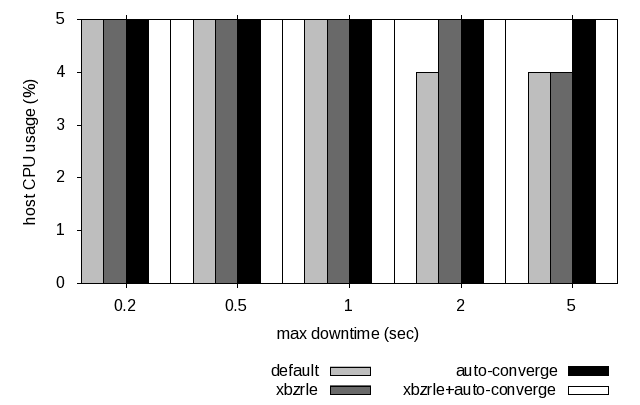 host CPU usage (%)
5
4
3
2
1
0
0.2 0.5 1 2 5
max downtime (sec)
default auto-converge
xbzrle xbzrle+auto-converge